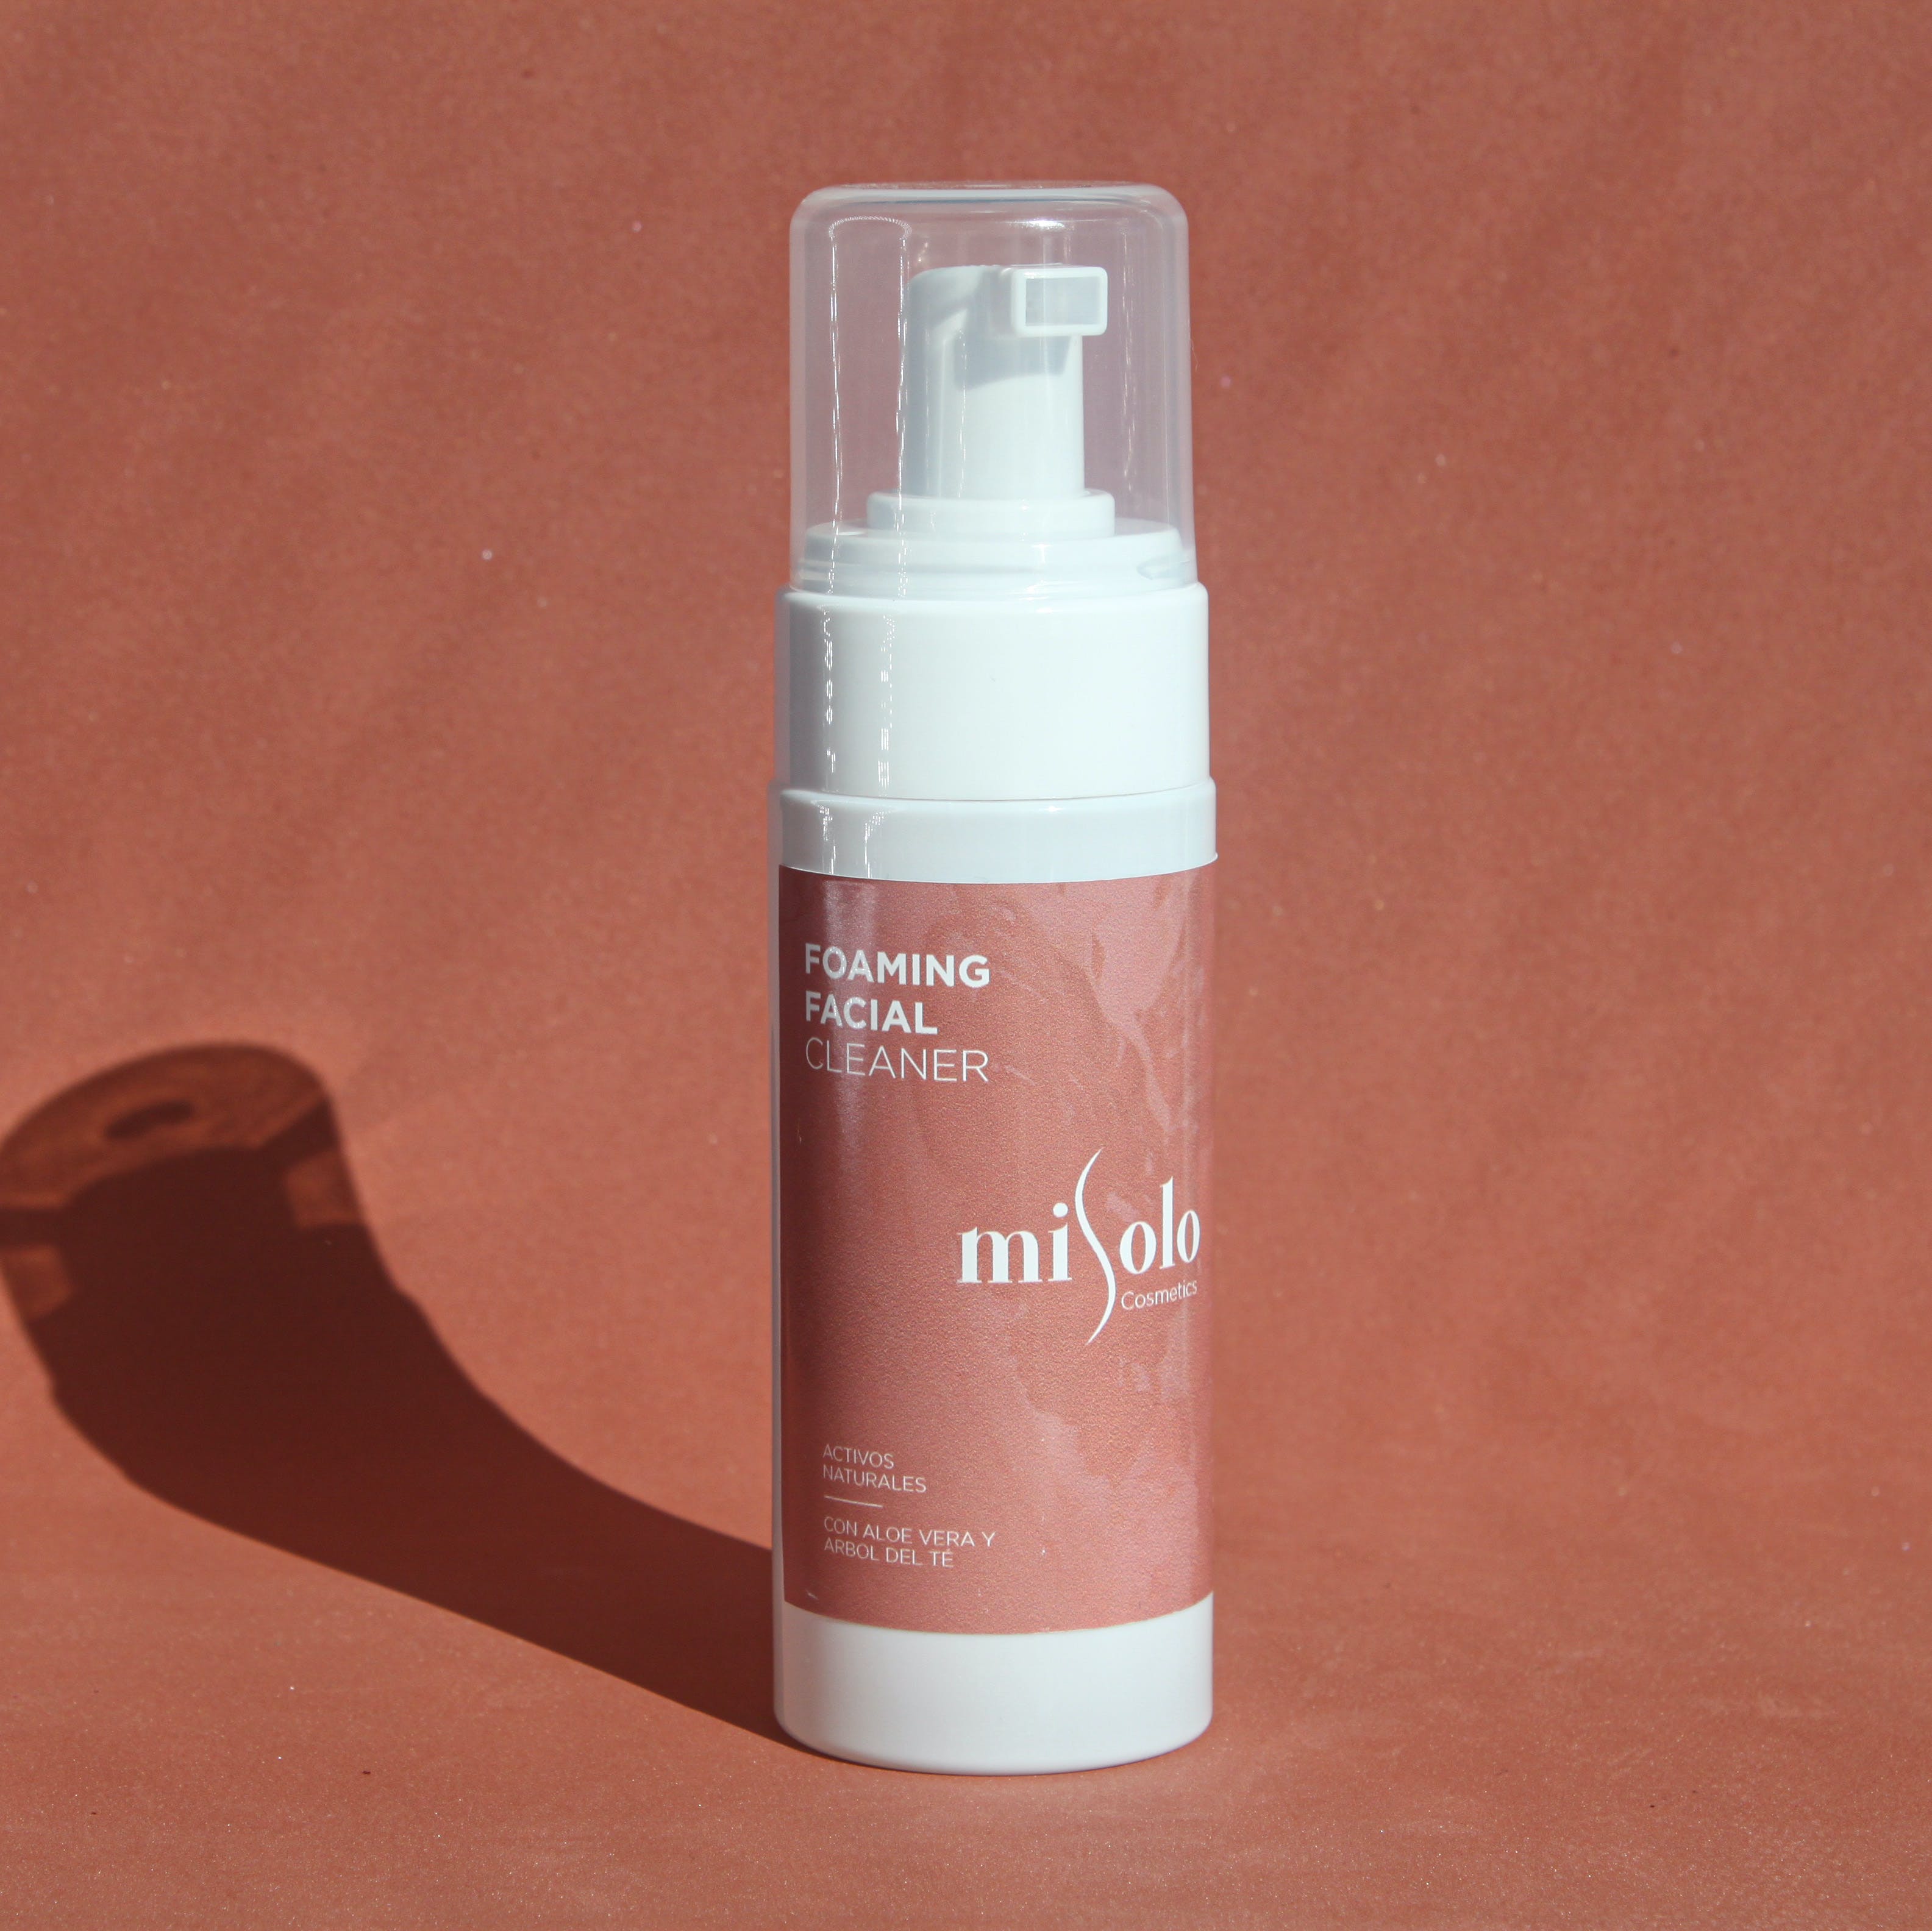 FOAMING
FACIAL
CLEANER
miSolo
Cosmetics
ACTIVOS
NATURALES
CON ALOE VERA Y
ARBOL DEL TÉ